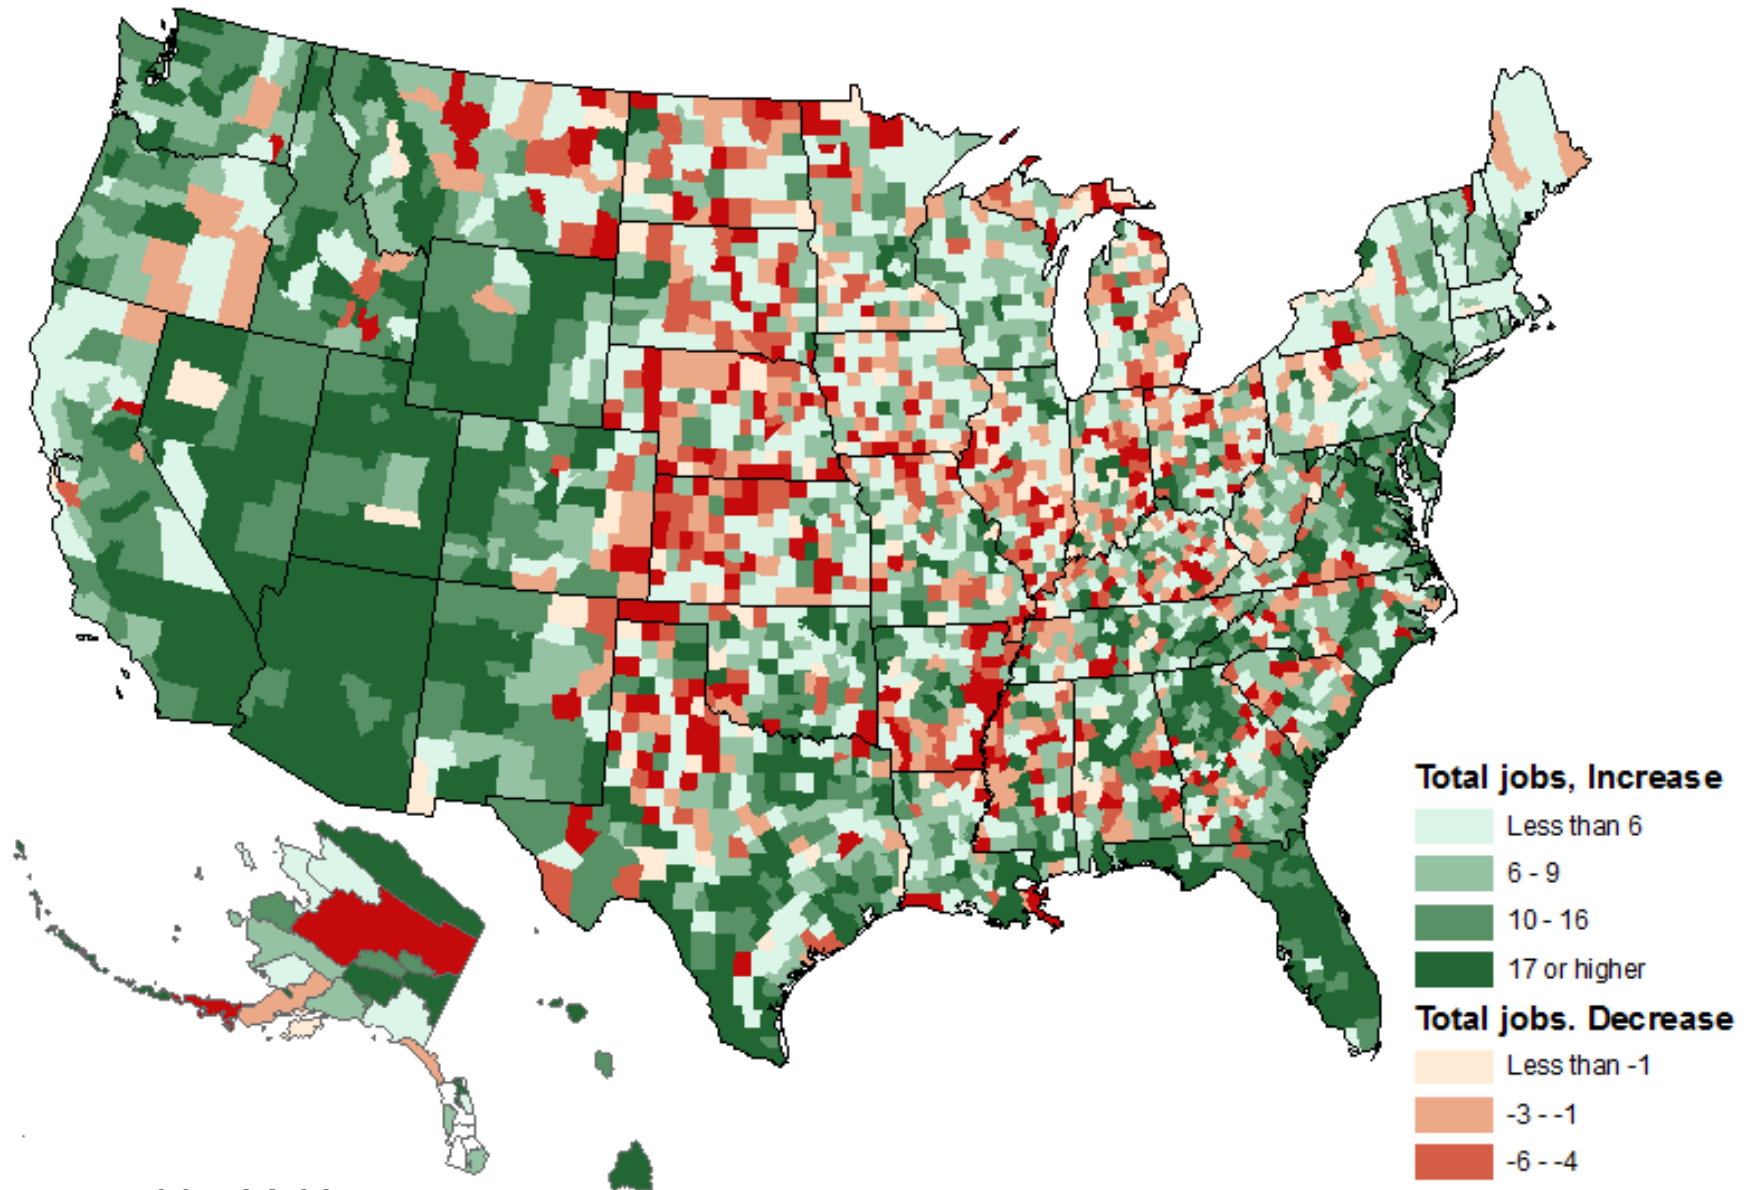 Total jobs, Increase
Less than 6
6 - 9
10 - 16
17 or higher
Total jobs. Decrease
Less than -1
-3 - -1
-6 - -4